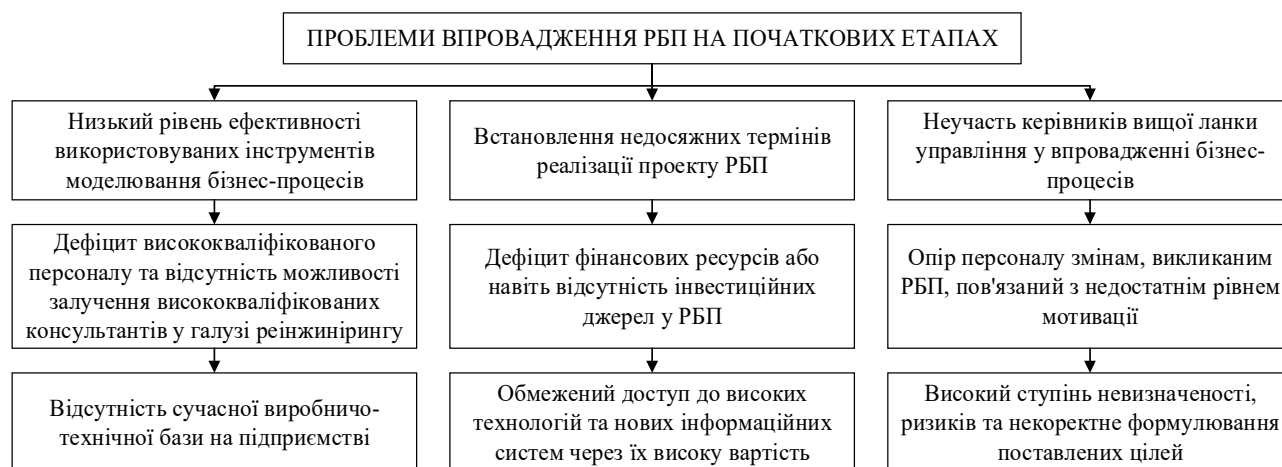 ПРОБЛЕМИ ВПРОВАДЖЕННЯ РБП НА ПОЧАТКОВИХ ЕТАПАХ
Низький рівень ефективності
використовуваних інструментів
моделювання бізнес-процесів
Встановлення недосяжних термінів
реалізації проекту РБП
Неучасть керівників вищої ланки
управління у впровадженні бізнес-
процесів
Дефіцит висококваліфікованого
персоналу та відсутність можливості
залучення висококваліфікованих
консультантів у галузі реінжинірингу
Дефіцит фінансових ресурсів або
навіть відсутність інвестиційних
джерел у РБП
Опір персоналу змінам, викликаним
РБП, пов'язаний з недостатнім рівнем
мотивації
Відсутність сучасної виробничо-
технічної бази на підприємстві
Обмежений доступ до високих
технологій та нових інформаційних
систем через їх високу вартість
Високий ступінь невизначеності,
ризиків та некоректне формулювання
поставлених цілей